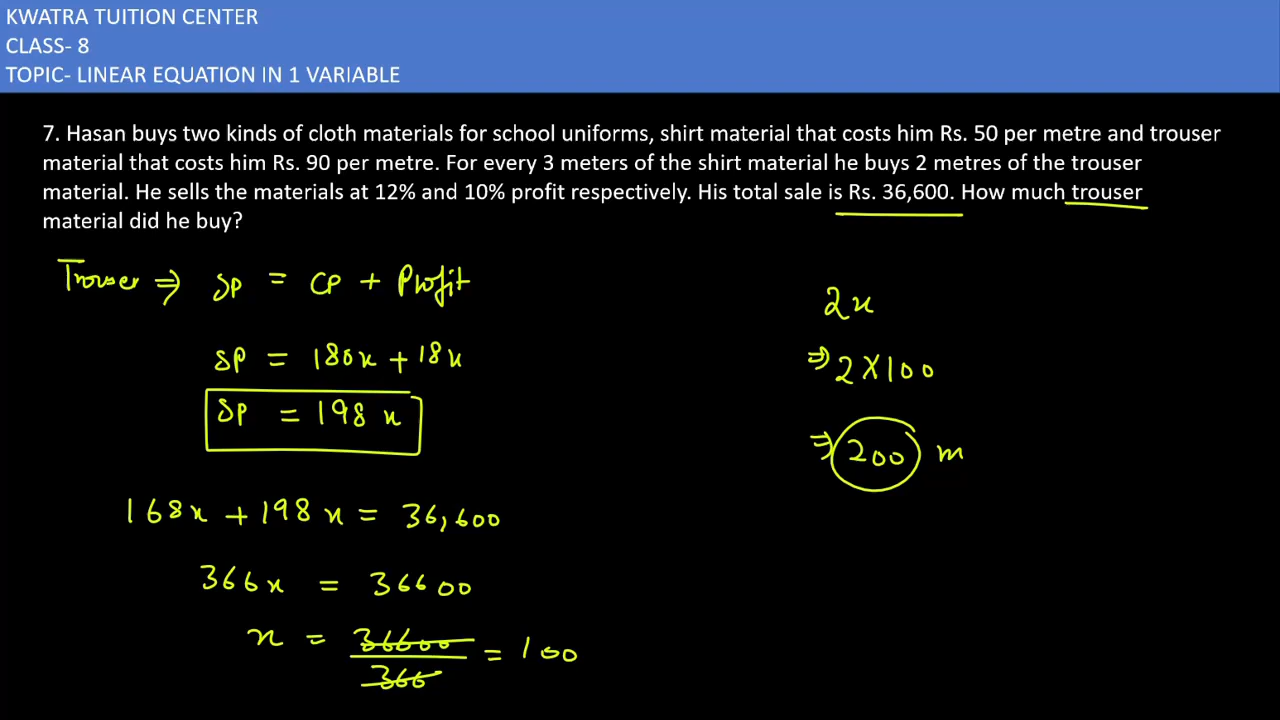 KWATRA TUITION CENTER
CLASS- 8
TOPIC- LINEAR EQUATION IN 1 VARIABLE
7. Hasan buys two kinds of cloth materials for school uniforms, shirt material that costs him Rs. 50 per metre and trouser
material that costs him Rs. 90 per metre. For every 3 meters of the shirt material he buys 2 metres of the trouser
material. He sells the materials at 12% and 10% profit respectively. His total sale is Rs. 36,600. How much trouser
material did he buy?
Trouser ⇒ SP = CP + Profit
SP = 180x + 18x
SP = 198 x
168x + 198 x = 36,600
366x = 36600
x = 36600/366 = 100
2x
⇒ 2 × 100
⇒ 200 m